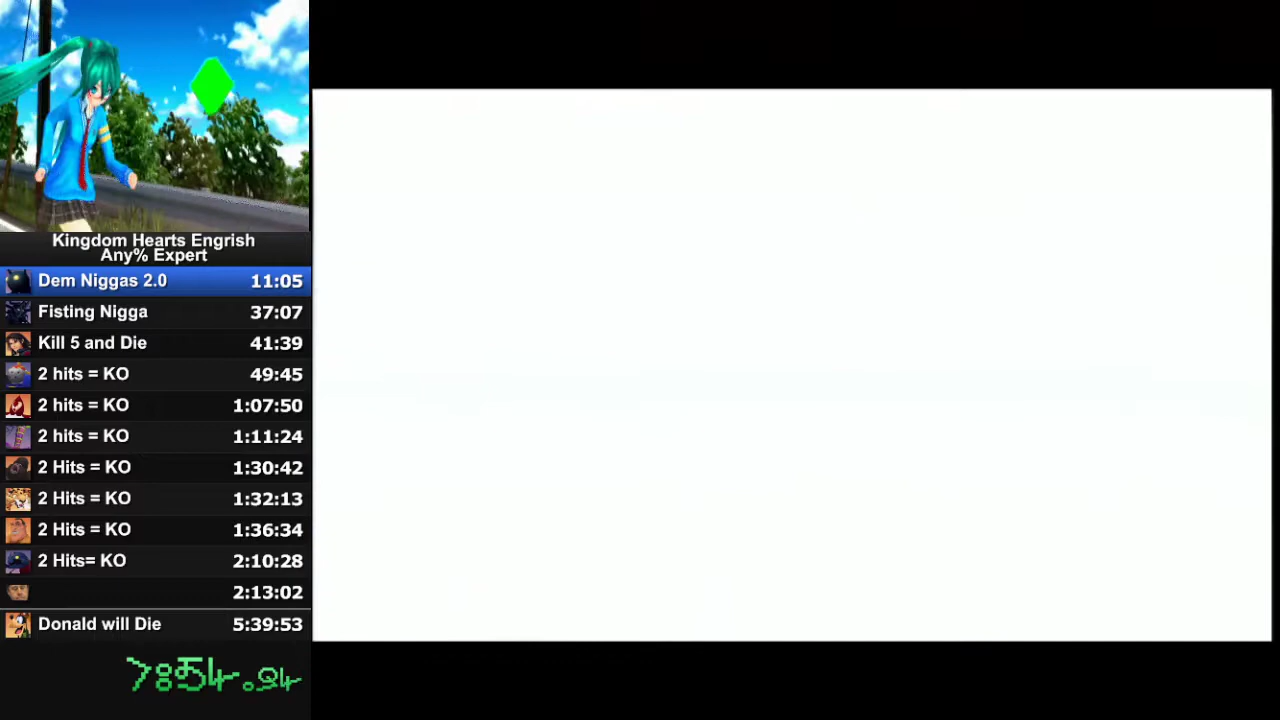 Kingdom Hearts Engrish
Any% Expert
Dem Niggas 2.0 11:05
Fisting Nigga 37:07
Kill 5 and Die 41:39
2 hits = KO 49:45
2 hits = KO 1:07:50
2 hits = KO 1:11:24
2 Hits = KO 1:30:42
2 Hits = KO 1:32:13
2 Hits = KO 1:36:34
2 Hits= KO 2:10:28
2:13:02
Donald will Die 5:39:53